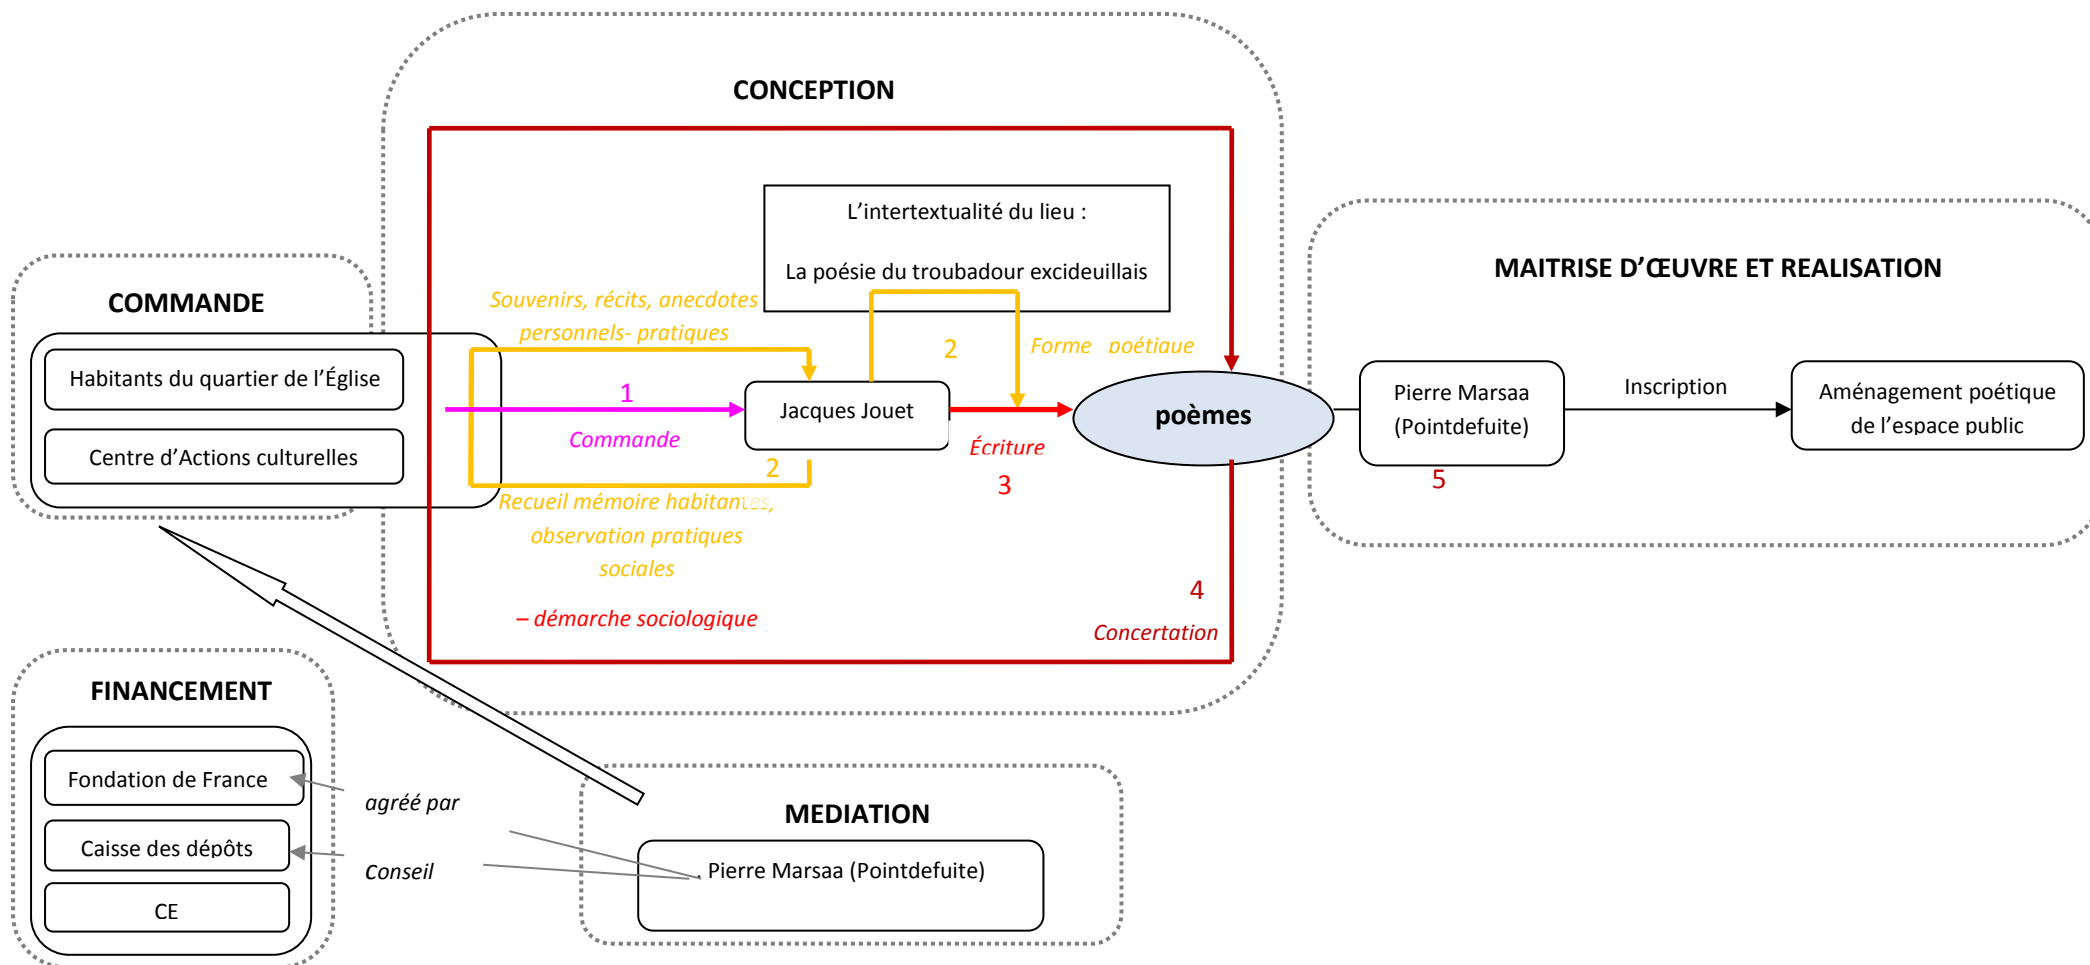 CONCEPTION
L’intertextualité du lieu :
La poésie du troubadour excideuillais
COMMANDE
Habitants du quartier de l’Église
Centre d’Actions culturelles
Souvenirs, récits, anecdotes
personnels- pratiques
1
Commande
2
Recueil mémoire habitantes,
observation pratiques
sociales
– démarche sociologique
Jacques Jouet
2
Forme poétique
Écriture
3
poèmes
4
Concertation
MAITRISE D’ŒUVRE ET REALISATION
Pierre Marsaa
(Pointdefuite)
5
Inscription
Aménagement poétique
de l’espace public
FINANCEMENT
Fondation de France
Caisse des dépôts
CE
agréé par
Conseil
MEDIATION
Pierre Marsaa (Pointdefuite)